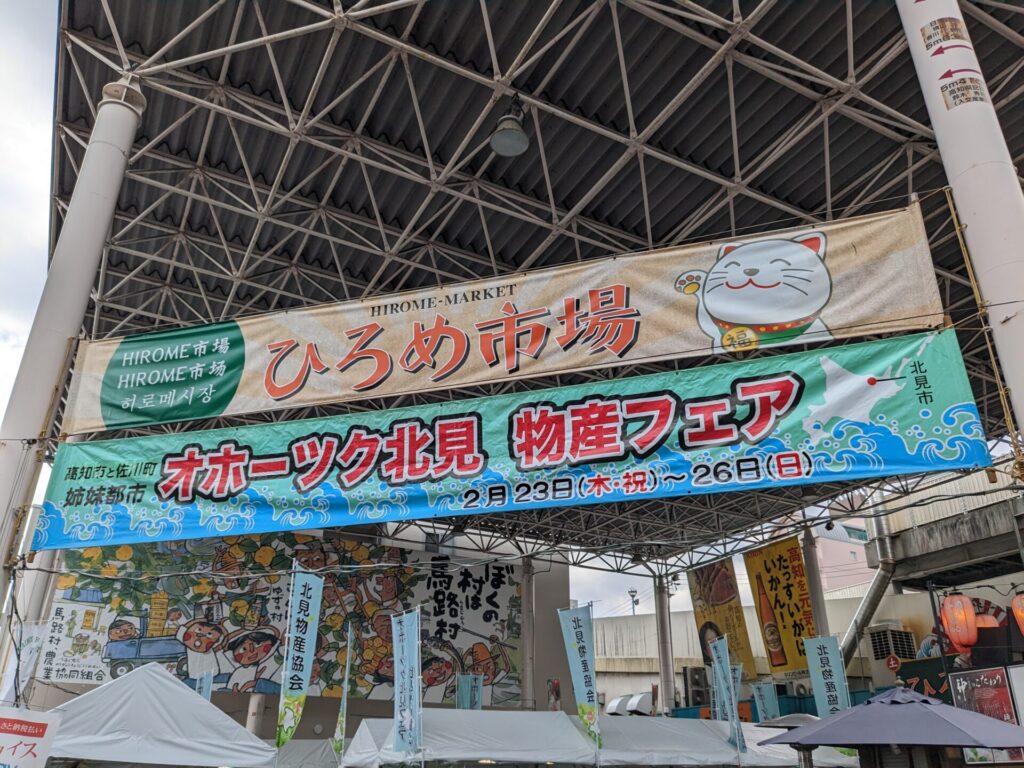 HIROME-MARKET
ひろめ市場
HIROME市場
HIROME市场
히로메시장
福
高知市と佐川町
姉妹都市
オホーツク北見 物産フェア
2月23日(木・祝)～26日(日)
北見市
ぼくの
村は
馬路村
ゆずの村
馬路村
農業協同組合
北見物産協会
北見物産協会
北見物産協会
高知を元気に
たっすいがは
いかん!